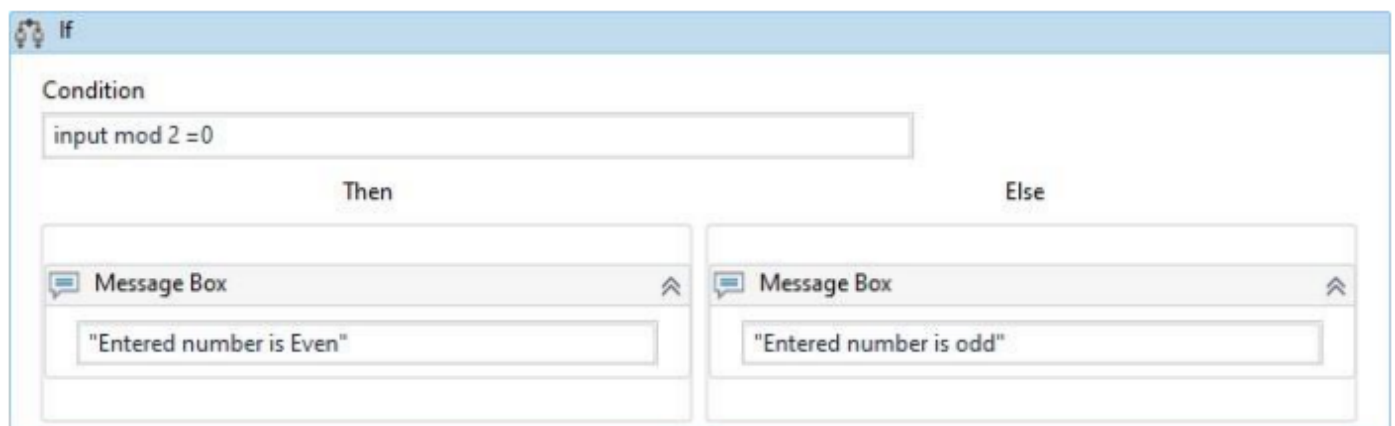 If
Condition
input mod 2 =0
Then Else
Message Box Message Box
"Entered number is Even" "Entered number is odd"